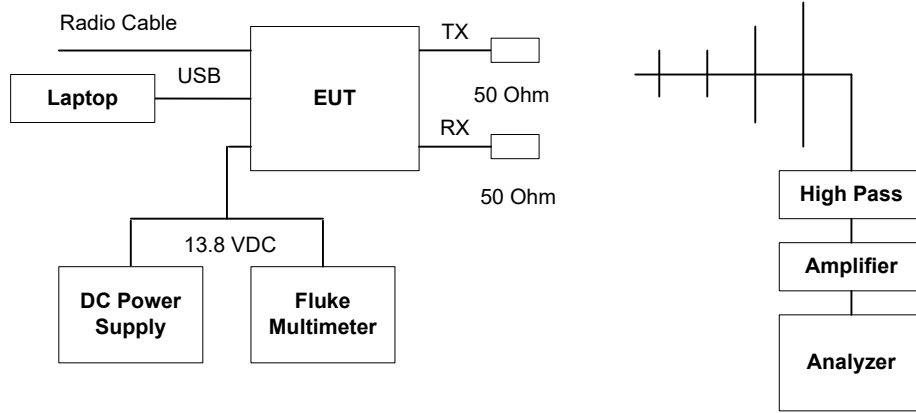 Radio Cable
TX
USB
Laptop
EUT
50 Ohm
RX
High Pass
50 Ohm
13.8 VDC
Amplifier
DC Power
Supply
Fluke
Multimeter
Analyzer